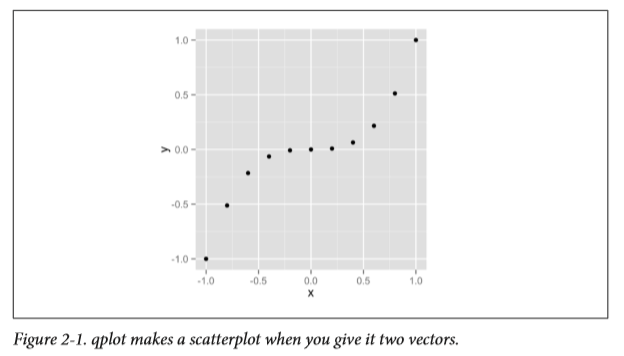 1.0
0.5
y
0.0
-0.5
-1.0
-1.0 -0.5 0.0 0.5 1.0
x
Figure 2-1. qplot makes a scatterplot when you give it two vectors.